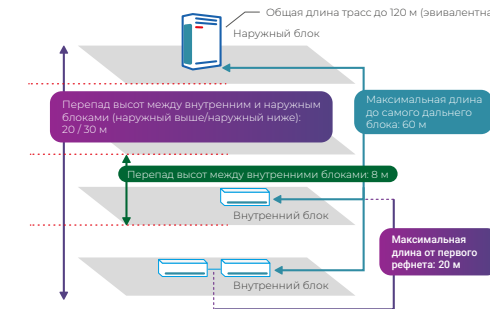 Общая длина трасс до 120 м (эвивалентна
Наружный блок
Перепад высот между внутренним и наружным
блоками (наружный выше/наружный ниже):
20 / 30 м
Максимальная длина
до самого дальнего
блока: 60 м
Перепад высот между внутренними блоками: 8 м
Внутренний блок
Максимальная
длина от первого
рефнета: 20 м
Внутренний блок